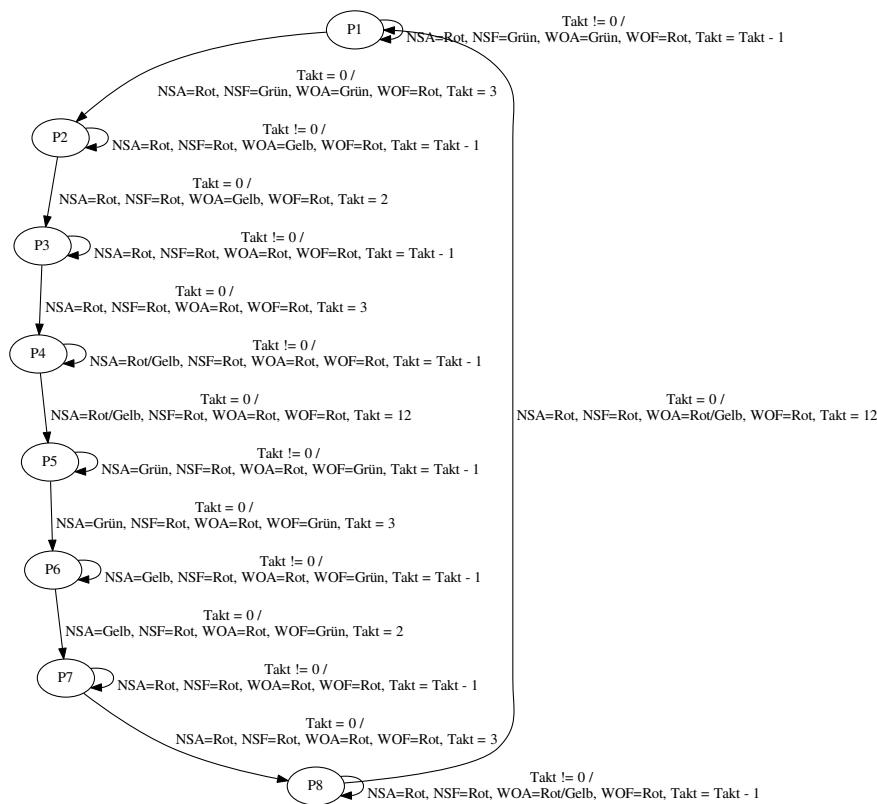 P1
Takt != 0 /
NSA=Rot, NSF=Grün, WOA=Grün, WOF=Rot, Takt = Takt - 1
Takt = 0 /
NSA=Rot, NSF=Grün, WOA=Grün, WOF=Rot, Takt = 3
P2
Takt != 0 /
NSA=Rot, NSF=Rot, WOA=Gelb, WOF=Rot, Takt = Takt - 1
Takt = 0 /
NSA=Rot, NSF=Rot, WOA=Gelb, WOF=Rot, Takt = 2
P3
Takt != 0 /
NSA=Rot, NSF=Rot, WOA=Rot, WOF=Rot, Takt = Takt - 1
Takt = 0 /
NSA=Rot, NSF=Rot, WOA=Rot, WOF=Rot, Takt = 3
P4
Takt != 0 /
NSA=Rot/Gelb, NSF=Rot, WOA=Rot, WOF=Rot, Takt = Takt - 1
Takt = 0 /
NSA=Rot/Gelb, NSF=Rot, WOA=Rot, WOF=Rot, Takt = 12
Takt = 0 /
NSA=Rot, NSF=Rot, WOA=Rot/Gelb, WOF=Rot, Takt = 12
P5
Takt != 0 /
NSA=Grün, NSF=Rot, WOA=Rot, WOF=Grün, Takt = Takt - 1
Takt = 0 /
NSA=Grün, NSF=Rot, WOA=Rot, WOF=Grün, Takt = 3
P6
Takt != 0 /
NSA=Gelb, NSF=Rot, WOA=Rot, WOF=Grün, Takt = Takt - 1
Takt = 0 /
NSA=Gelb, NSF=Rot, WOA=Rot, WOF=Grün, Takt = 2
P7
Takt != 0 /
NSA=Rot, NSF=Rot, WOA=Rot, WOF=Rot, Takt = Takt - 1
Takt = 0 /
NSA=Rot, NSF=Rot, WOA=Rot, WOF=Rot, Takt = 3
P8
Takt != 0 /
NSA=Rot, NSF=Rot, WOA=Rot/Gelb, WOF=Rot, Takt = Takt - 1